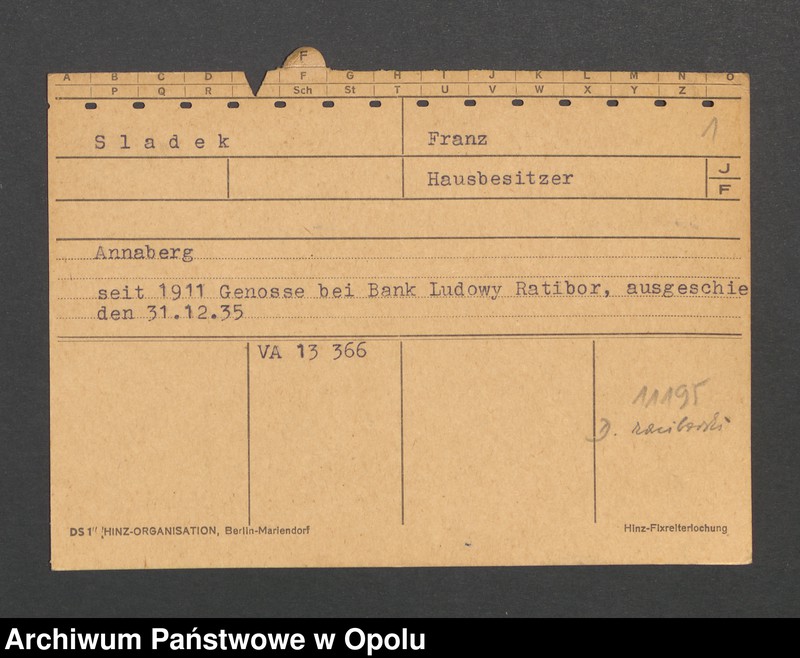 F
A B C D F G H I J K L M N O
P Q R Sch St T U V W X Y Z
Sladek Franz 1
Hausbesitzer J
F
Annaberg
seit 1911 Genosse bei Bank Ludowy Ratibor, ausgeschie
den 31.12.35
VA 13 366
11195
D. raciborski
DS 1" HINZ-ORGANISATION, Berlin-Mariendorf Hinz-Fixreiterlochung
Archiwum Państwowe w Opolu